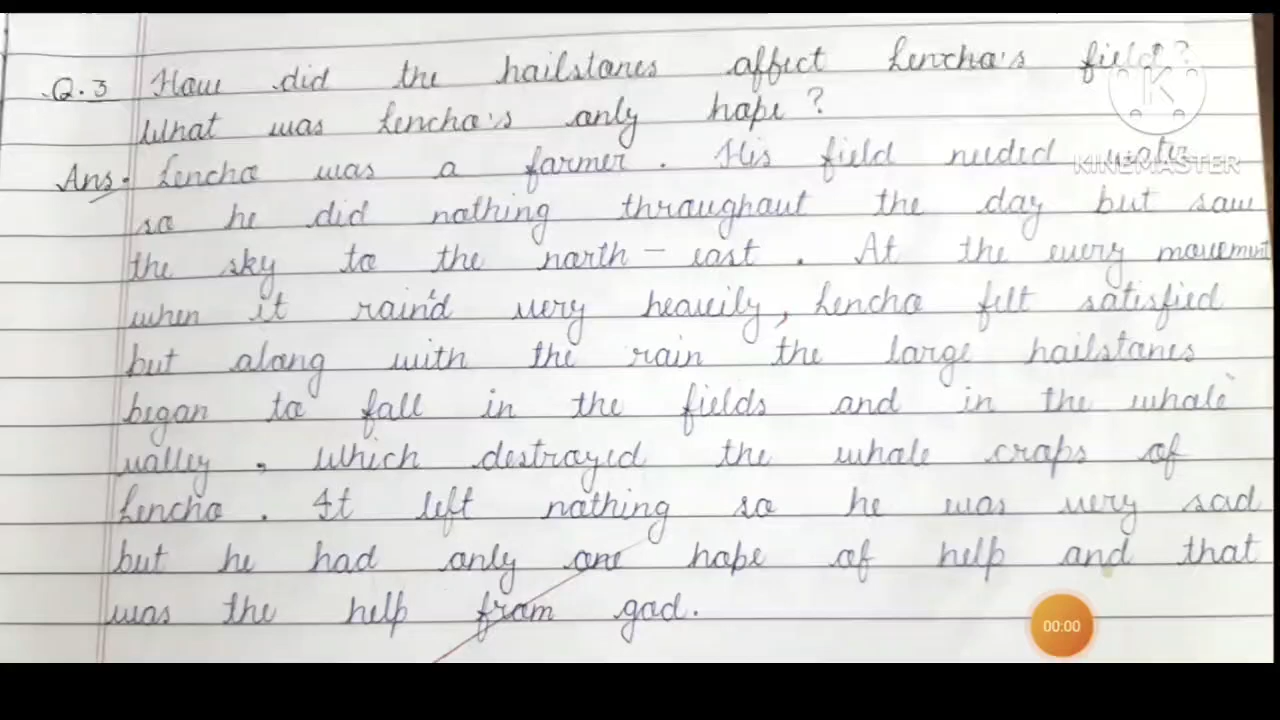 Q.3 How did the hailstones affect Lencho's field?
What was Lencho's only hope?
Ans. Lencho was a farmer. His field needed water
so he did nothing throughout the day but saw
the sky to the north-east. At the every movement
when it rain'd very heavily, Lencho felt satisfied
but along with the rain the large hailstones
began to fall in the fields and in the whole
valley, Which destroyed the whole crops of
Lencho. It left nothing so he was very sad
but he had only one hope of help and that
was the help from god.
K
KINEMASTER
00:00